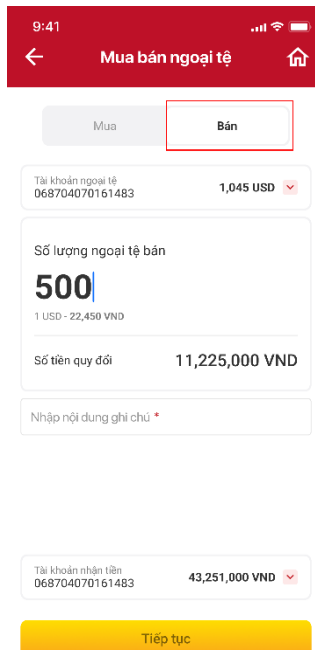 9:41
Mua bán ngoại tệ
Mua
Bán
Tài khoản ngoại tệ
068704070161483
1,045 USD
Số lượng ngoại tệ bán
500
1 USD - 22,450 VND
Số tiền quy đổi
11,225,000 VND
Nhập nội dung ghi chú *
Tài khoản nhận tiền
068704070161483
43,251,000 VND
Tiếp tục